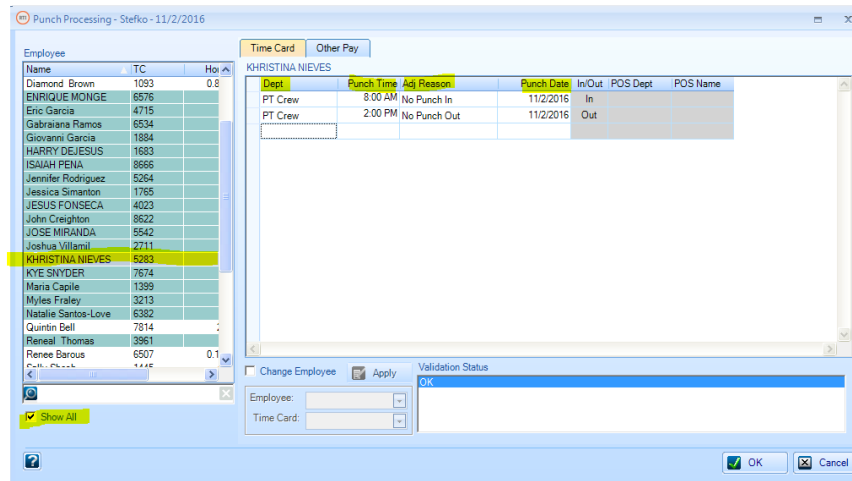 Punch Processing - Stefko - 11/2/2016
Employee
Name TC Hou
Diamond Brown 1093 0.8
ENRIQUE MONGE 6576
Eric Garcia 4715
Gabraiana Ramos 6534
Giovanni Garcia 1884
HARRY DEJESUS 1683
ISAIAH PENA 8666
Jennifer Rodriguez 5264
Jessica Simanton 1765
JESUS FONSECA 4023
John Creighton 8622
JOSE MIRANDA 5542
Joshua Villamil 2711
KHRISTINA NIEVES 5283
KYE SNYDER 7674
Maria Capile 1399
Myles Fraley 3213
Natalie Santos-Love 6382
Quintin Bell 7814
Reneal Thomas 3961
Renee Barous 6507 0.1
Show All
Time Card Other Pay
KHRISTINA NIEVES
Dept Punch Time Adj Reason Punch Date In/Out POS Dept POS Name
PT Crew 8:00 AM No Punch In 11/2/2016 In
PT Crew 2:00 PM No Punch Out 11/2/2016 Out
Change Employee Apply
Employee:
Time Card:
Validation Status
OK
OK Cancel